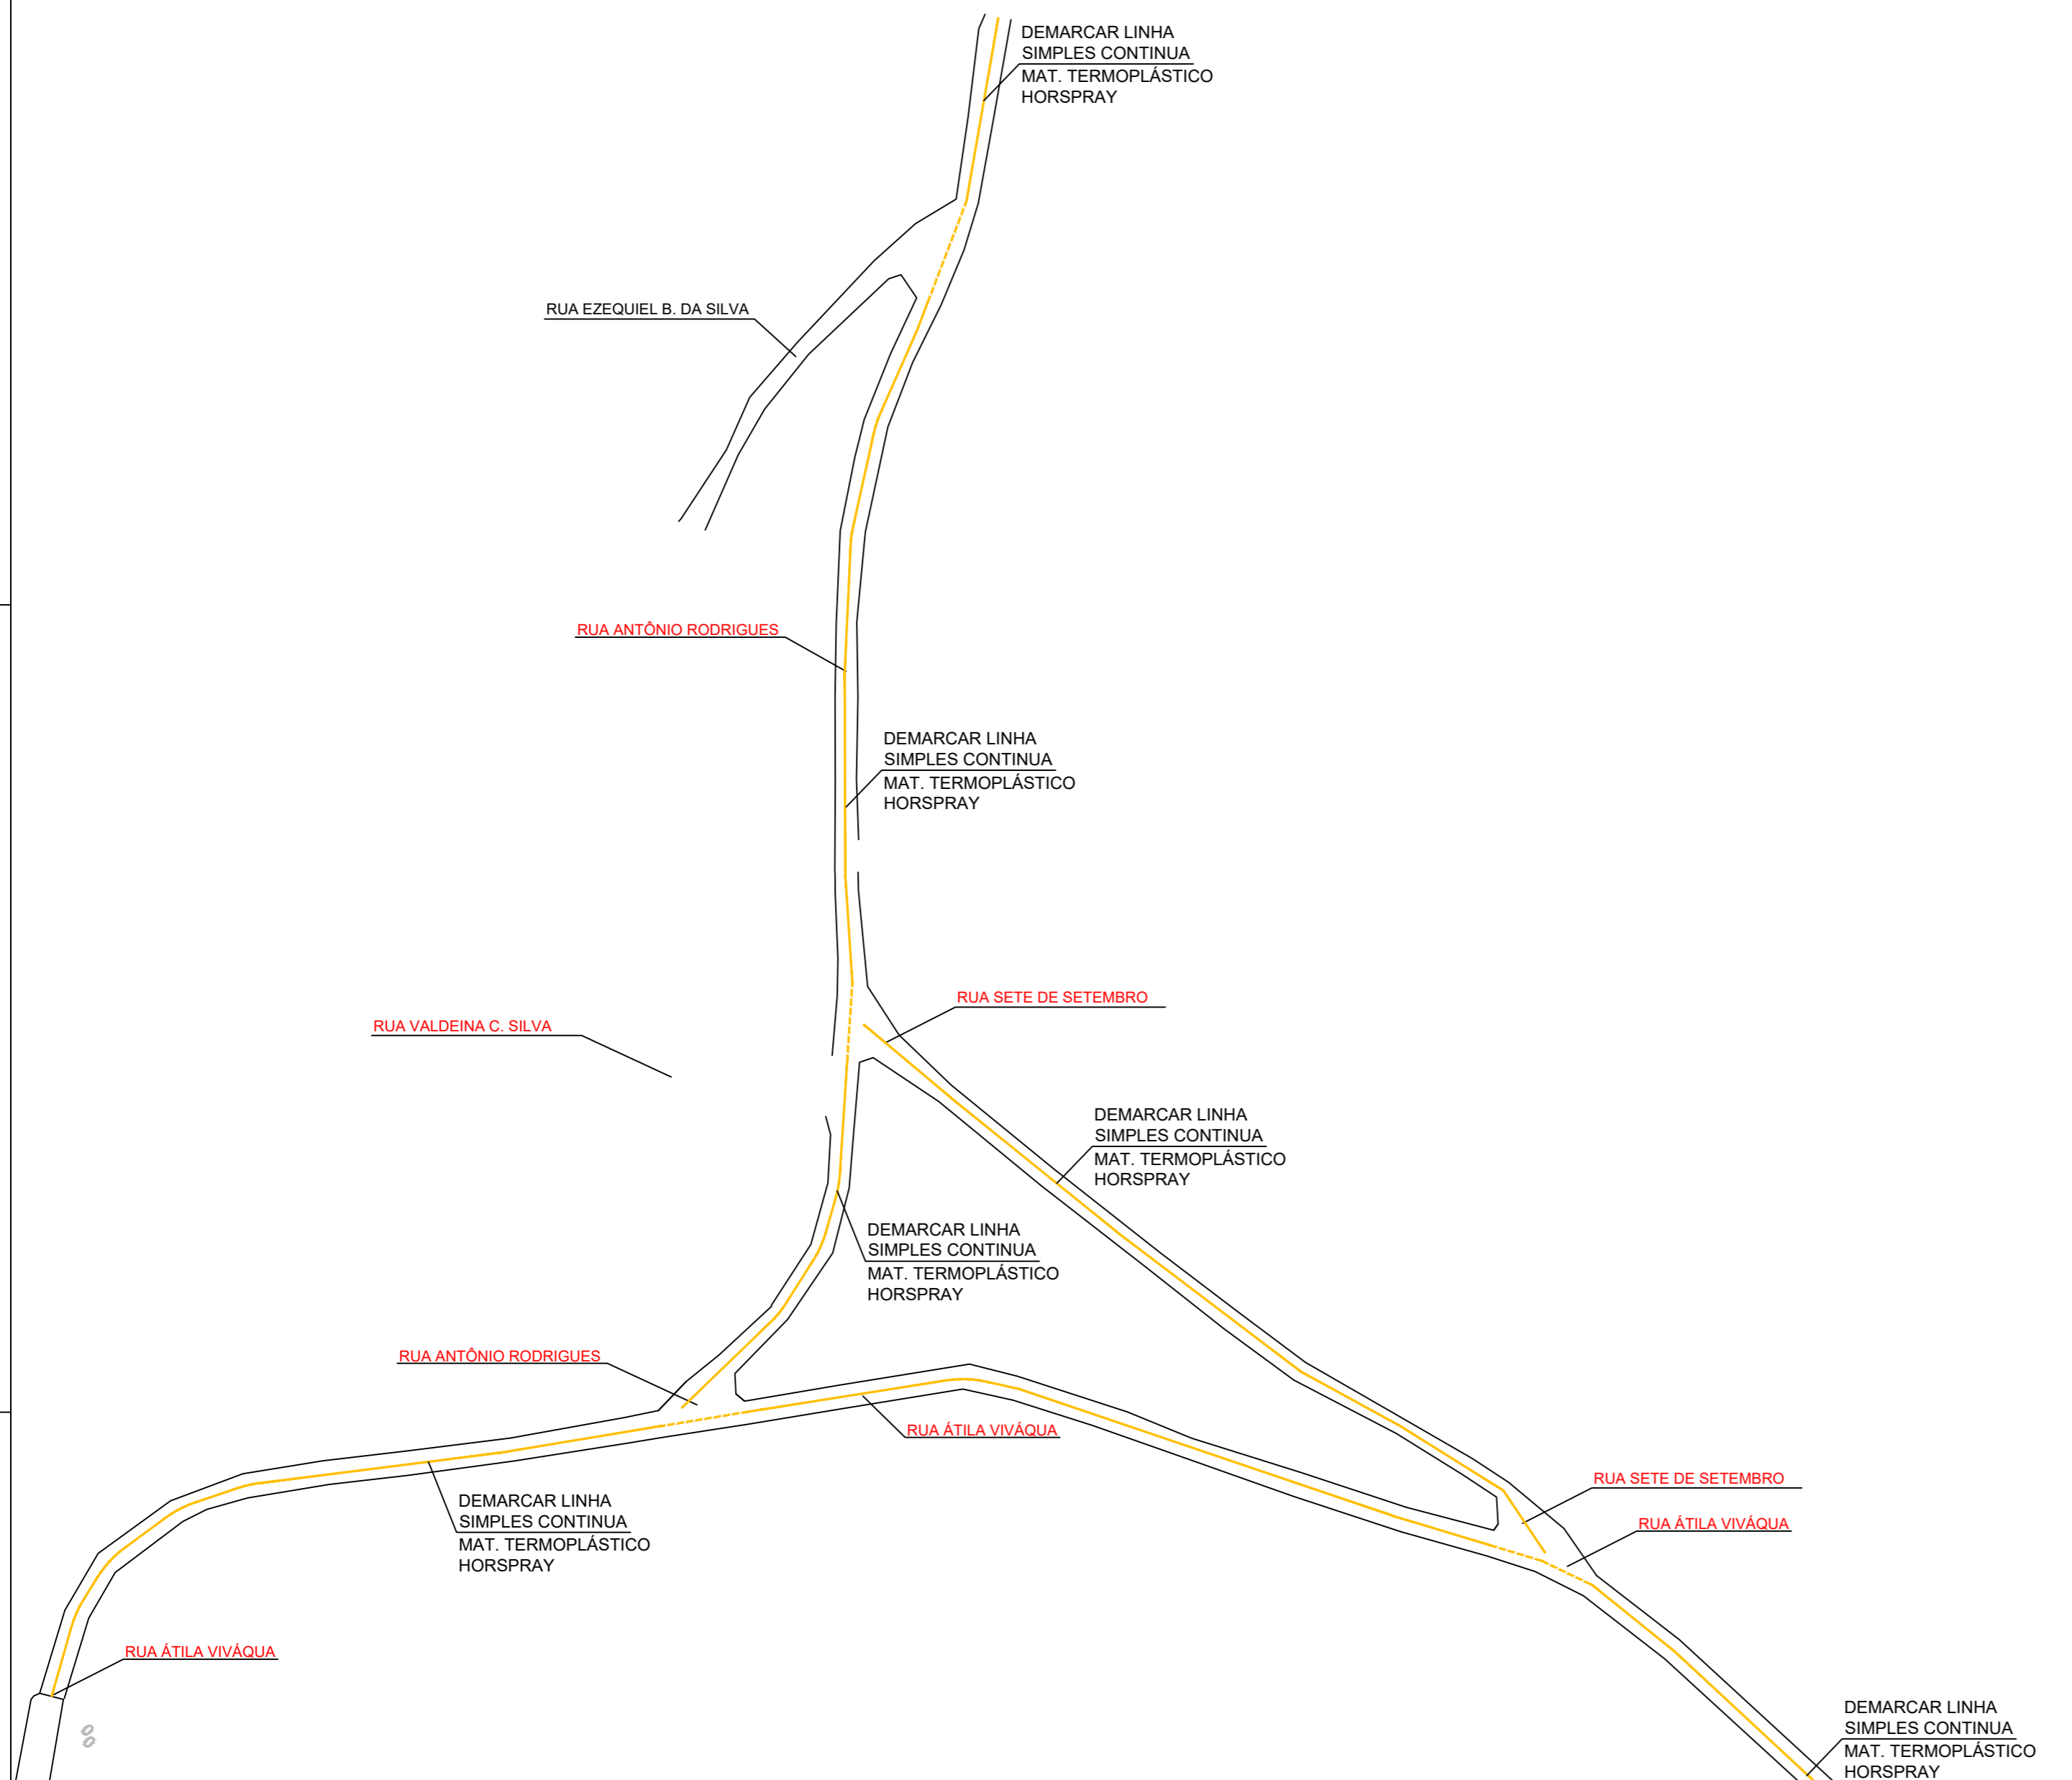 DEMARCAR LINHA
SIMPLES CONTINUA
MAT. TERMOPLÁSTICO
HORSPRAY
RUA EZEQUIEL B. DA SILVA
RUA ANTÔNIO RODRIGUES
DEMARCAR LINHA
SIMPLES CONTINUA
MAT. TERMOPLÁSTICO
HORSPRAY
RUA SETE DE SETEMBRO
RUA VALDEINA C. SILVA
DEMARCAR LINHA
SIMPLES CONTINUA
MAT. TERMOPLÁSTICO
HORSPRAY
DEMARCAR LINHA
SIMPLES CONTINUA
MAT. TERMOPLÁSTICO
HORSPRAY
RUA ANTÔNIO RODRIGUES
RUA ÁTILA VIVÁQUA
RUA SETE DE SETEMBRO
DEMARCAR LINHA
SIMPLES CONTINUA
MAT. TERMOPLÁSTICO
HORSPRAY
RUA ÁTILA VIVÁQUA
RUA ÁTILA VIVÁQUA
DEMARCAR LINHA
SIMPLES CONTINUA
MAT. TERMOPLÁSTICO
HORSPRAY